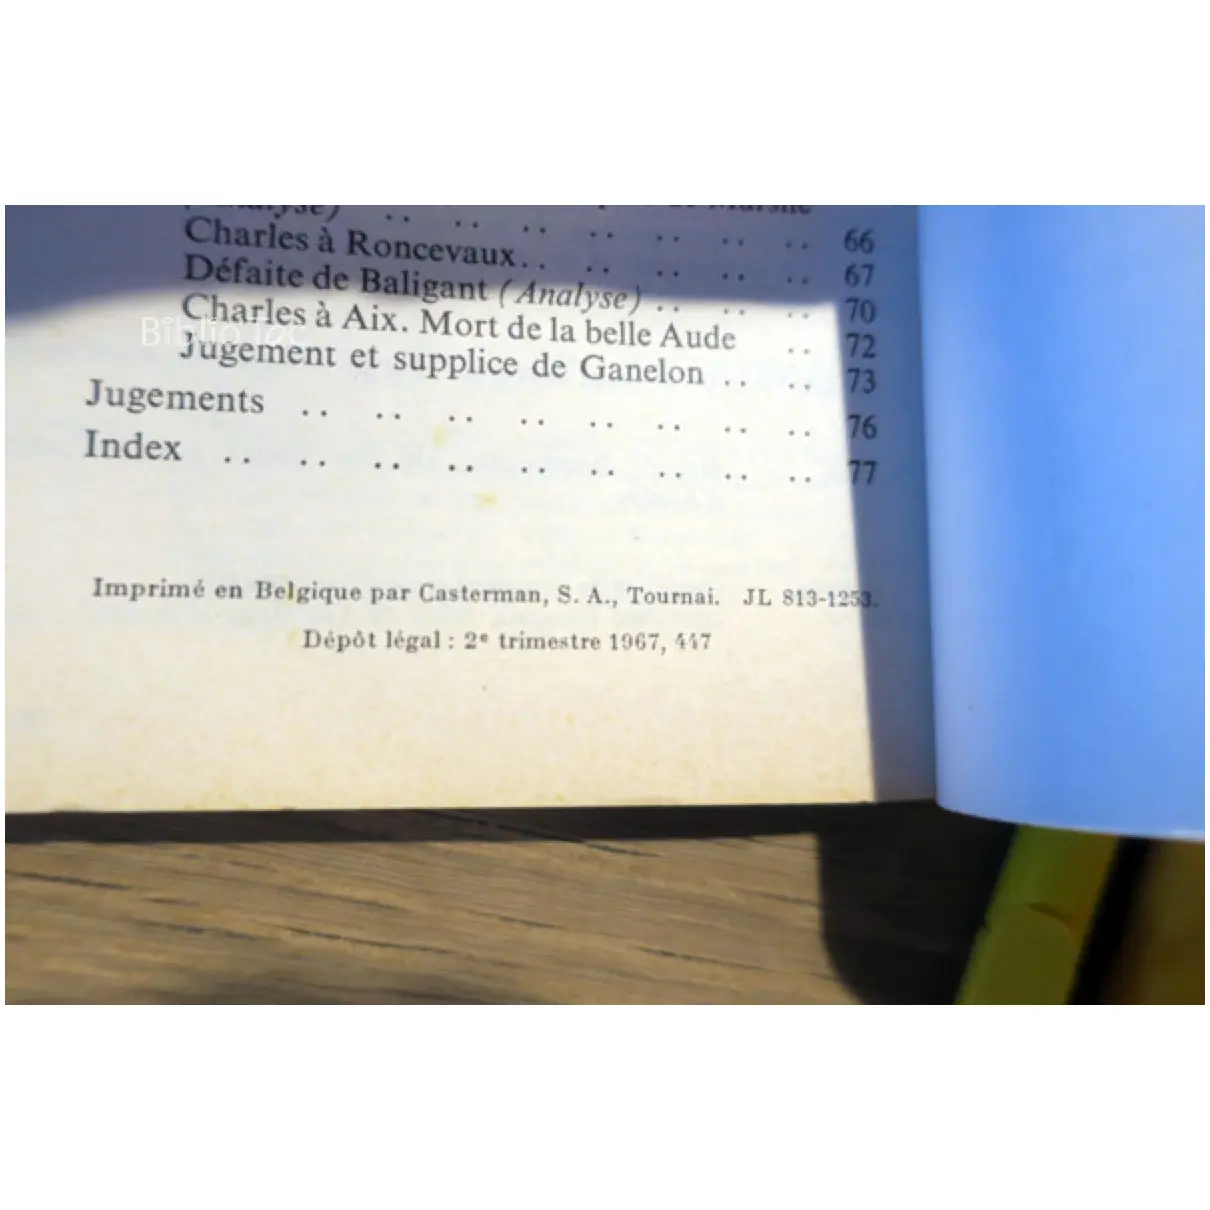 (Analyse) .. .. .. .. .. .. .. 66
Charles à Roncevaux.. .. .. .. .. 67
Défaite de Baligant (Analyse) .. .. .. 70
Charles à Aix. Mort de la belle Aude .. 72
Jugement et supplice de Ganelon .. .. 73
Jugements .. .. .. .. .. .. .. .. 76
Index .. .. .. .. .. .. .. .. .. 77
Imprimé en Belgique par Casterman, S. A., Tournai. JL 813-1253.
Dépôt légal : 2e trimestre 1967, 447